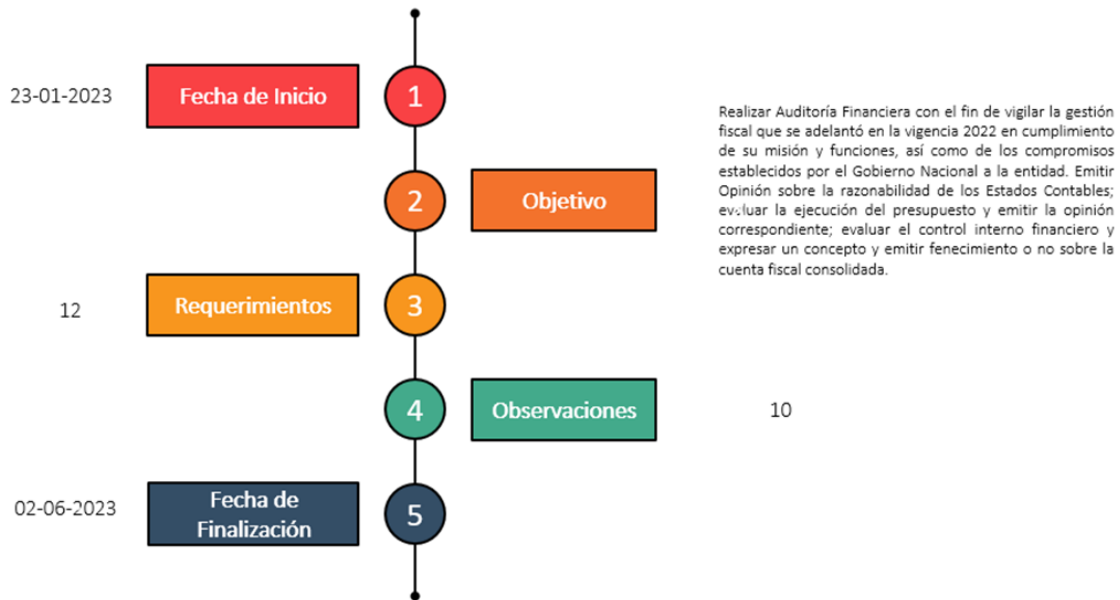 23-01-2023
Fecha de Inicio
1
2
Objetivo
Realizar Auditoría Financiera con el fin de vigilar la gestión
fiscal que se adelantó en la vigencia 2022 en cumplimiento
de su misión y funciones, así como de los compromisos
establecidos por el Gobierno Nacional a la entidad. Emitir
Opinión sobre la razonabilidad de los Estados Contables;
evaluar la ejecución del presupuesto y emitir la opinión
correspondiente; evaluar el control interno financiero y
expresar un concepto y emitir fenecimiento o no sobre la
cuenta fiscal consolidada.
12
Requerimientos
3
4
Observaciones
10
02-06-2023
Fecha de
Finalización
5